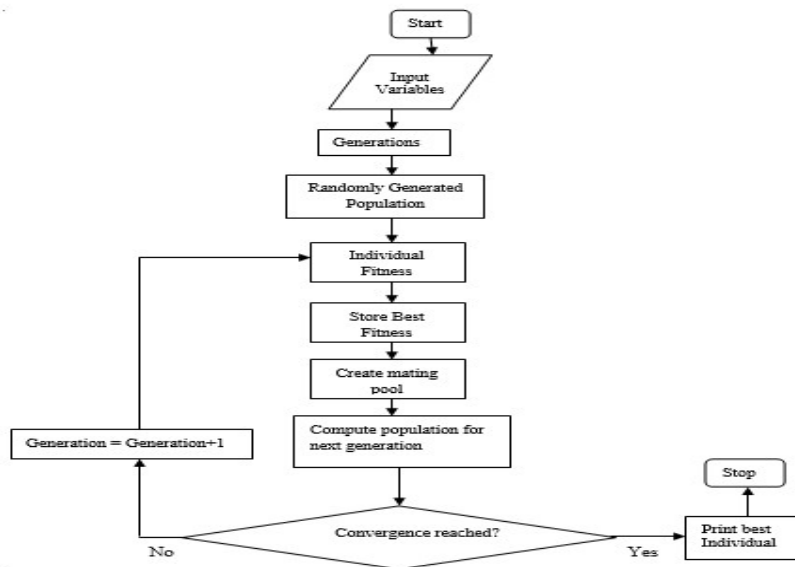 Start
Input
Variables
Generations
Randomly Generated
Population
Individual
Fitness
Store Best
Fitness
Create mating
pool
Compute population for
next generation
Generation = Generation+1
Convergence reached?
No
Yes
Print best
Individual
Stop